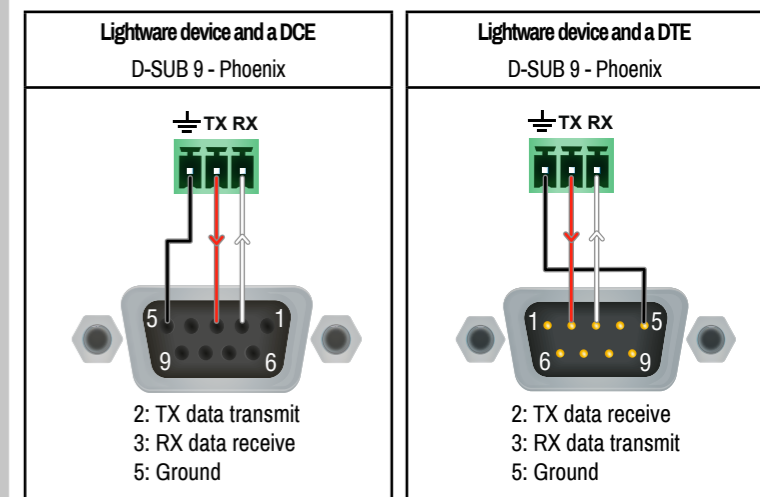 Lightware device and a DCE
D-SUB 9 - Phoenix
TX RX
5 1
9 6
2: TX data transmit
3: RX data receive
5: Ground
Lightware device and a DTE
D-SUB 9 - Phoenix
TX RX
1 5
6 9
2: TX data receive
3: RX data transmit
5: Ground